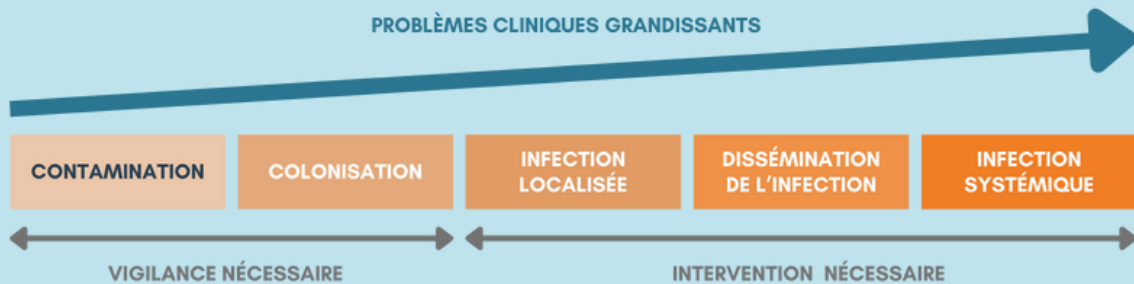 PROBLÈMES CLINIQUES GRANDISSANTS
CONTAMINATION
COLONISATION
INFECTION
LOCALISÉE
DISSÉMINATION
DE L'INFECTION
INFECTION
SYSTÉMIQUE
VIGILANCE NÉCESSAIRE
INTERVENTION NÉCESSAIRE